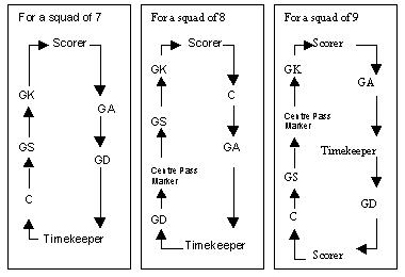 For a squad of 7
Scorer
GK
GA
GS
GD
C
Timekeeper
For a squad of 8
Scorer
GK
C
GS
GA
Centre Pass
Marker
GD
Timekeeper
For a squad of 9
Scorer
GK
GA
Centre Pass
Marker
Timekeeper
GS
GD
C
Scorer